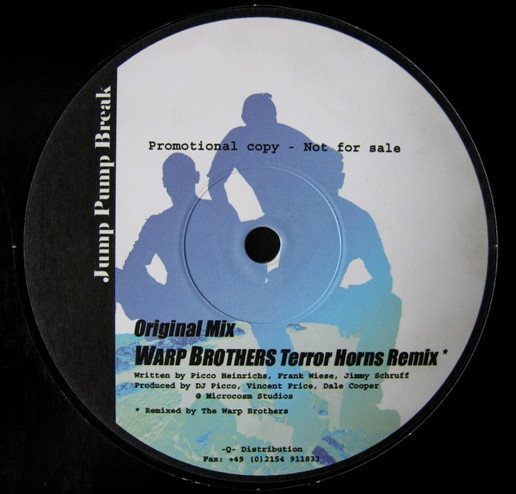 Jump Pump Break
Promotional copy - Not for sale
Original Mix
WARP BROTHERS Terror Horns Remix *
Written by Picco Heinrichs, Frank Wiese, Jimmy Schruff
Produced by DJ Picco, Vincent Price, Dale Cooper
@ Microcosm Studios
* Remixed by The Warp Brothers
-Q- Distribution
Fax: +49 (0)2154 911833